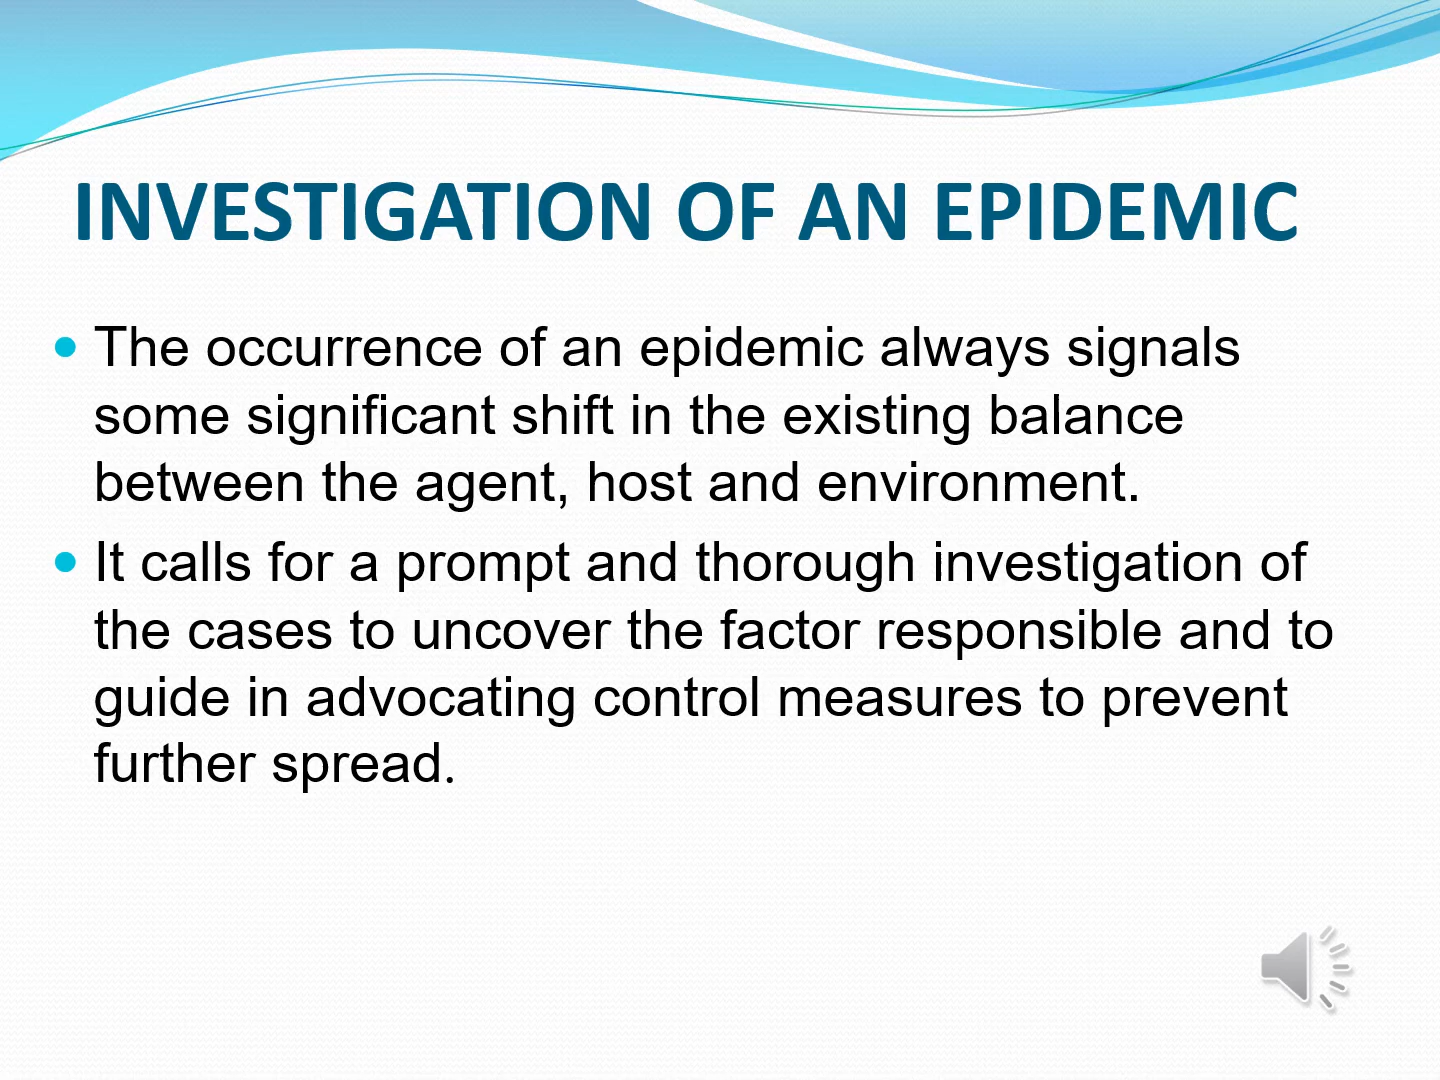 INVESTIGATION OF AN EPIDEMIC
The occurrence of an epidemic always signals
some significant shift in the existing balance
between the agent, host and environment.
It calls for a prompt and thorough investigation of
the cases to uncover the factor responsible and to
guide in advocating control measures to prevent
further spread.